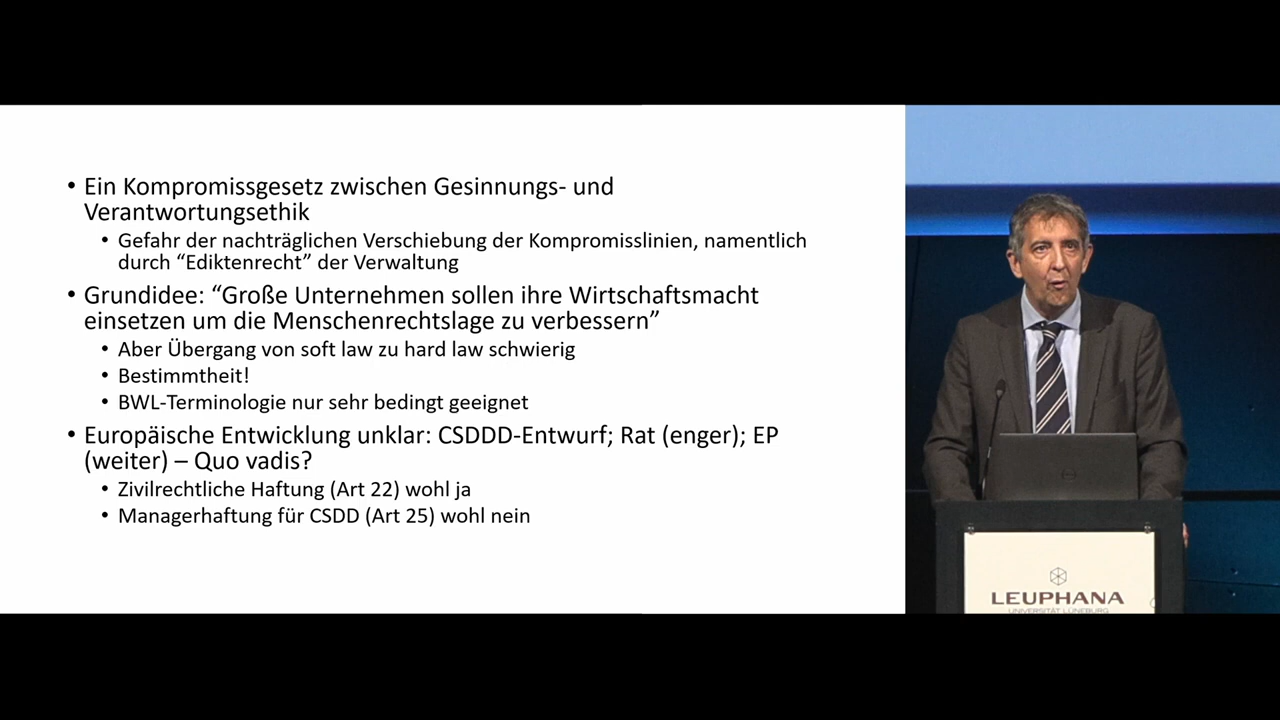 • Ein Kompromissgesetz zwischen Gesinnungs- und
Verantwortungsethik
• Gefahr der nachträglichen Verschiebung der Kompromisslinien, namentlich
durch “Ediktenrecht” der Verwaltung
• Grundidee: “Große Unternehmen sollen ihre Wirtschaftsmacht
einsetzen um die Menschenrechtslage zu verbessern”
• Aber Übergang von soft law zu hard law schwierig
• Bestimmtheit!
• BWL-Terminologie nur sehr bedingt geeignet
• Europäische Entwicklung unklar: CSDDD-Entwurf; Rat (enger); EP
(weiter) – Quo vadis?
• Zivilrechtliche Haftung (Art 22) wohl ja
• Managerhaftung für CSDD (Art 25) wohl nein
LEUPHANA
UNIVERSITÄT LÜNEBURG